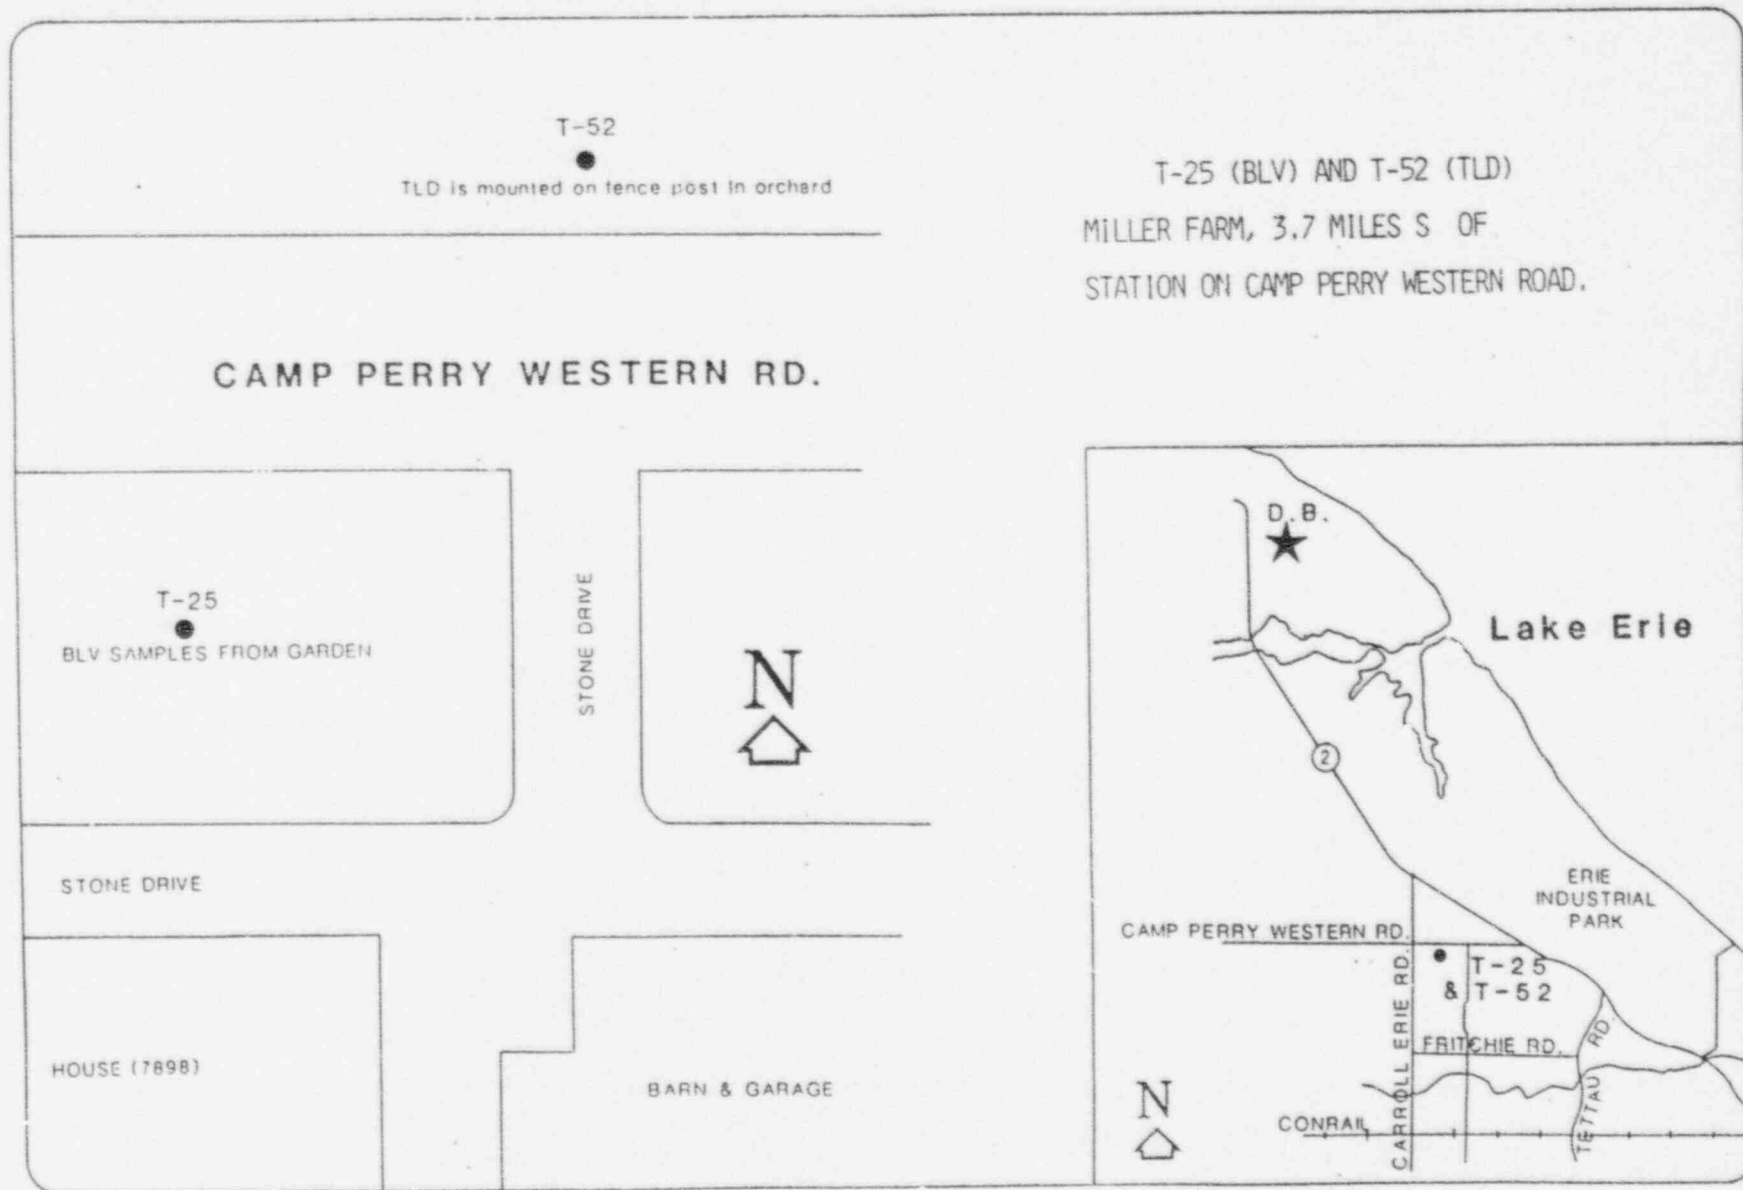 T-52
TLD is mounted on fence post in orchard
T-25 (BLV) AND T-52 (TLD)
MILLER FARM, 3.7 MILES S OF
STATION ON CAMP PERRY WESTERN ROAD.
CAMP PERRY WESTERN RD.
T-25
BLV SAMPLES FROM GARDEN
STONE DRIVE
N
STONE DRIVE
HOUSE (7898)
BARN & GARAGE
D.B.
Lake Erie
2
ERIE
INDUSTRIAL
PARK
CAMP PERRY WESTERN RD.
T-25
& T-52
CARROLL ERIE RD.
FRITCHIE RD.
TETTAU RD.
N
CONRAIL